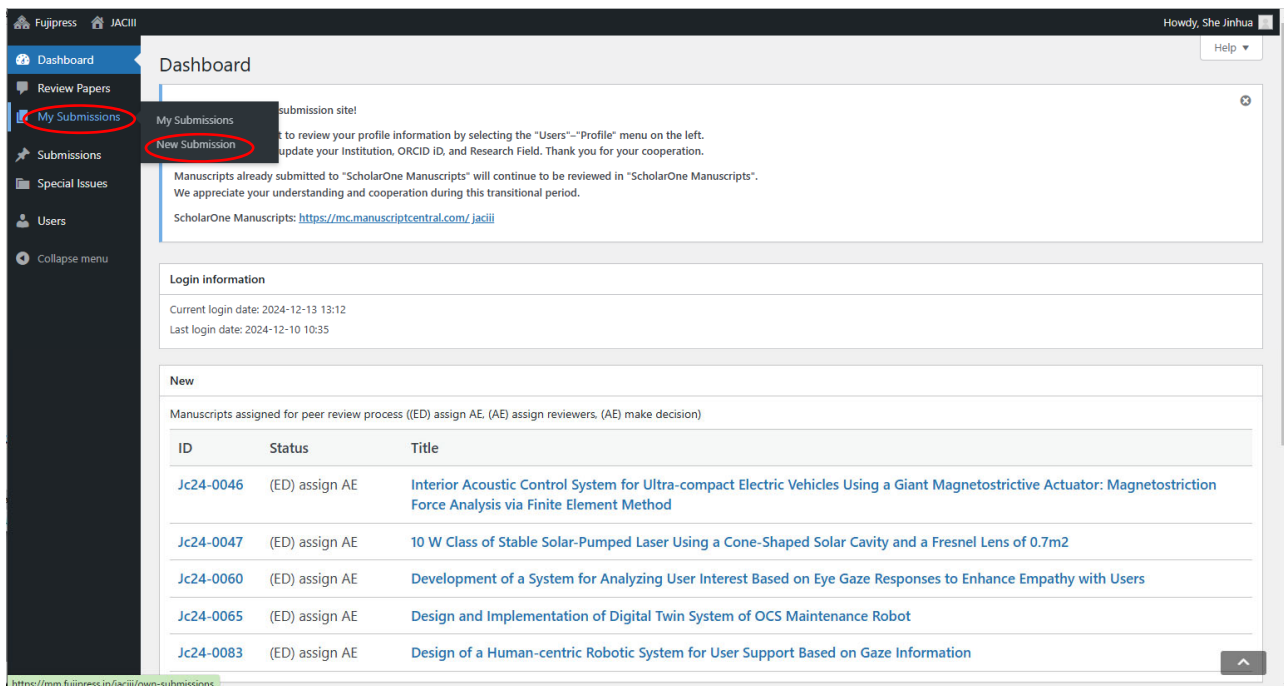 Fujipress JACIII
Howdy, She Jinhua
Help ▼
Dashboard
Review Papers
My Submissions
Submissions
Special Issues
Users
Collapse menu
My Submissions
New Submission
Dashboard
submission site!
t to review your profile information by selecting the "Users"–"Profile" menu on the left.
update your Institution, ORCID iD, and Research Field. Thank you for your cooperation.
Manuscripts already submitted to "ScholarOne Manuscripts" will continue to be reviewed in "ScholarOne Manuscripts".
We appreciate your understanding and cooperation during this transitional period.
ScholarOne Manuscripts: https://mc.manuscriptcentral.com/ jaciii
Login information
Current login date: 2024-12-13 13:12
Last login date: 2024-12-10 10:35
New
Manuscripts assigned for peer review process ((ED) assign AE, (AE) assign reviewers, (AE) make decision)
ID Status Title
Jc24-0046 (ED) assign AE Interior Acoustic Control System for Ultra-compact Electric Vehicles Using a Giant Magnetostrictive Actuator: Magnetostriction
Force Analysis via Finite Element Method
Jc24-0047 (ED) assign AE 10 W Class of Stable Solar-Pumped Laser Using a Cone-Shaped Solar Cavity and a Fresnel Lens of 0.7m2
Jc24-0060 (ED) assign AE Development of a System for Analyzing User Interest Based on Eye Gaze Responses to Enhance Empathy with Users
Jc24-0065 (ED) assign AE Design and Implementation of Digital Twin System of OCS Maintenance Robot
Jc24-0083 (ED) assign AE Design of a Human-centric Robotic System for User Support Based on Gaze Information
https://mm.fujipress.jp/jaciii/own-submissions